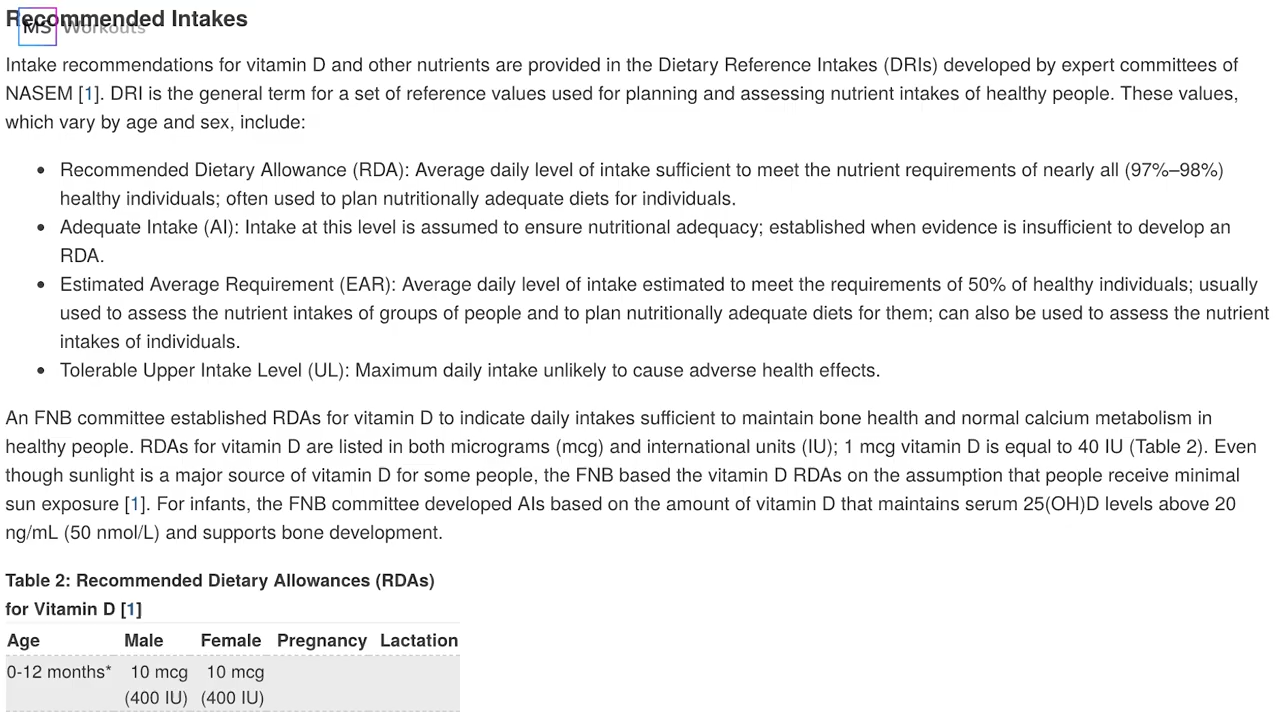 Recommended Intakes
MS Workouts
Intake recommendations for vitamin D and other nutrients are provided in the Dietary Reference Intakes (DRIs) developed by expert committees of
NASEM [1]. DRI is the general term for a set of reference values used for planning and assessing nutrient intakes of healthy people. These values,
which vary by age and sex, include:
• Recommended Dietary Allowance (RDA): Average daily level of intake sufficient to meet the nutrient requirements of nearly all (97%–98%)
healthy individuals; often used to plan nutritionally adequate diets for individuals.
• Adequate Intake (AI): Intake at this level is assumed to ensure nutritional adequacy; established when evidence is insufficient to develop an
RDA.
• Estimated Average Requirement (EAR): Average daily level of intake estimated to meet the requirements of 50% of healthy individuals; usually
used to assess the nutrient intakes of groups of people and to plan nutritionally adequate diets for them; can also be used to assess the nutrient
intakes of individuals.
• Tolerable Upper Intake Level (UL): Maximum daily intake unlikely to cause adverse health effects.
An FNB committee established RDAs for vitamin D to indicate daily intakes sufficient to maintain bone health and normal calcium metabolism in
healthy people. RDAs for vitamin D are listed in both micrograms (mcg) and international units (IU); 1 mcg vitamin D is equal to 40 IU (Table 2). Even
though sunlight is a major source of vitamin D for some people, the FNB based the vitamin D RDAs on the assumption that people receive minimal
sun exposure [1]. For infants, the FNB committee developed AIs based on the amount of vitamin D that maintains serum 25(OH)D levels above 20
ng/mL (50 nmol/L) and supports bone development.
Table 2: Recommended Dietary Allowances (RDAs)
for Vitamin D [1]
Age Male Female Pregnancy Lactation
0-12 months* 10 mcg 10 mcg
(400 IU) (400 IU)